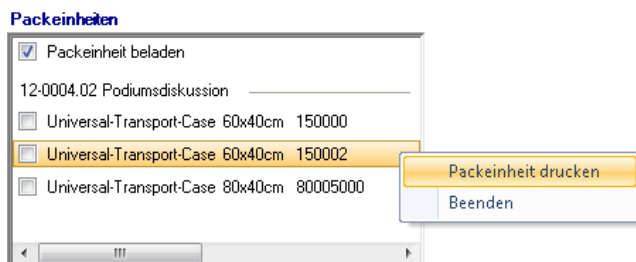 Packeinheiten
Packeinheit beladen
12-0004.02 Podiumsdiskussion
Universal-Transport-Case 60x40cm 150000
Universal-Transport-Case 60x40cm 150002
Universal-Transport-Case 80x40cm 80005000
Packeinheit drucken
Beenden